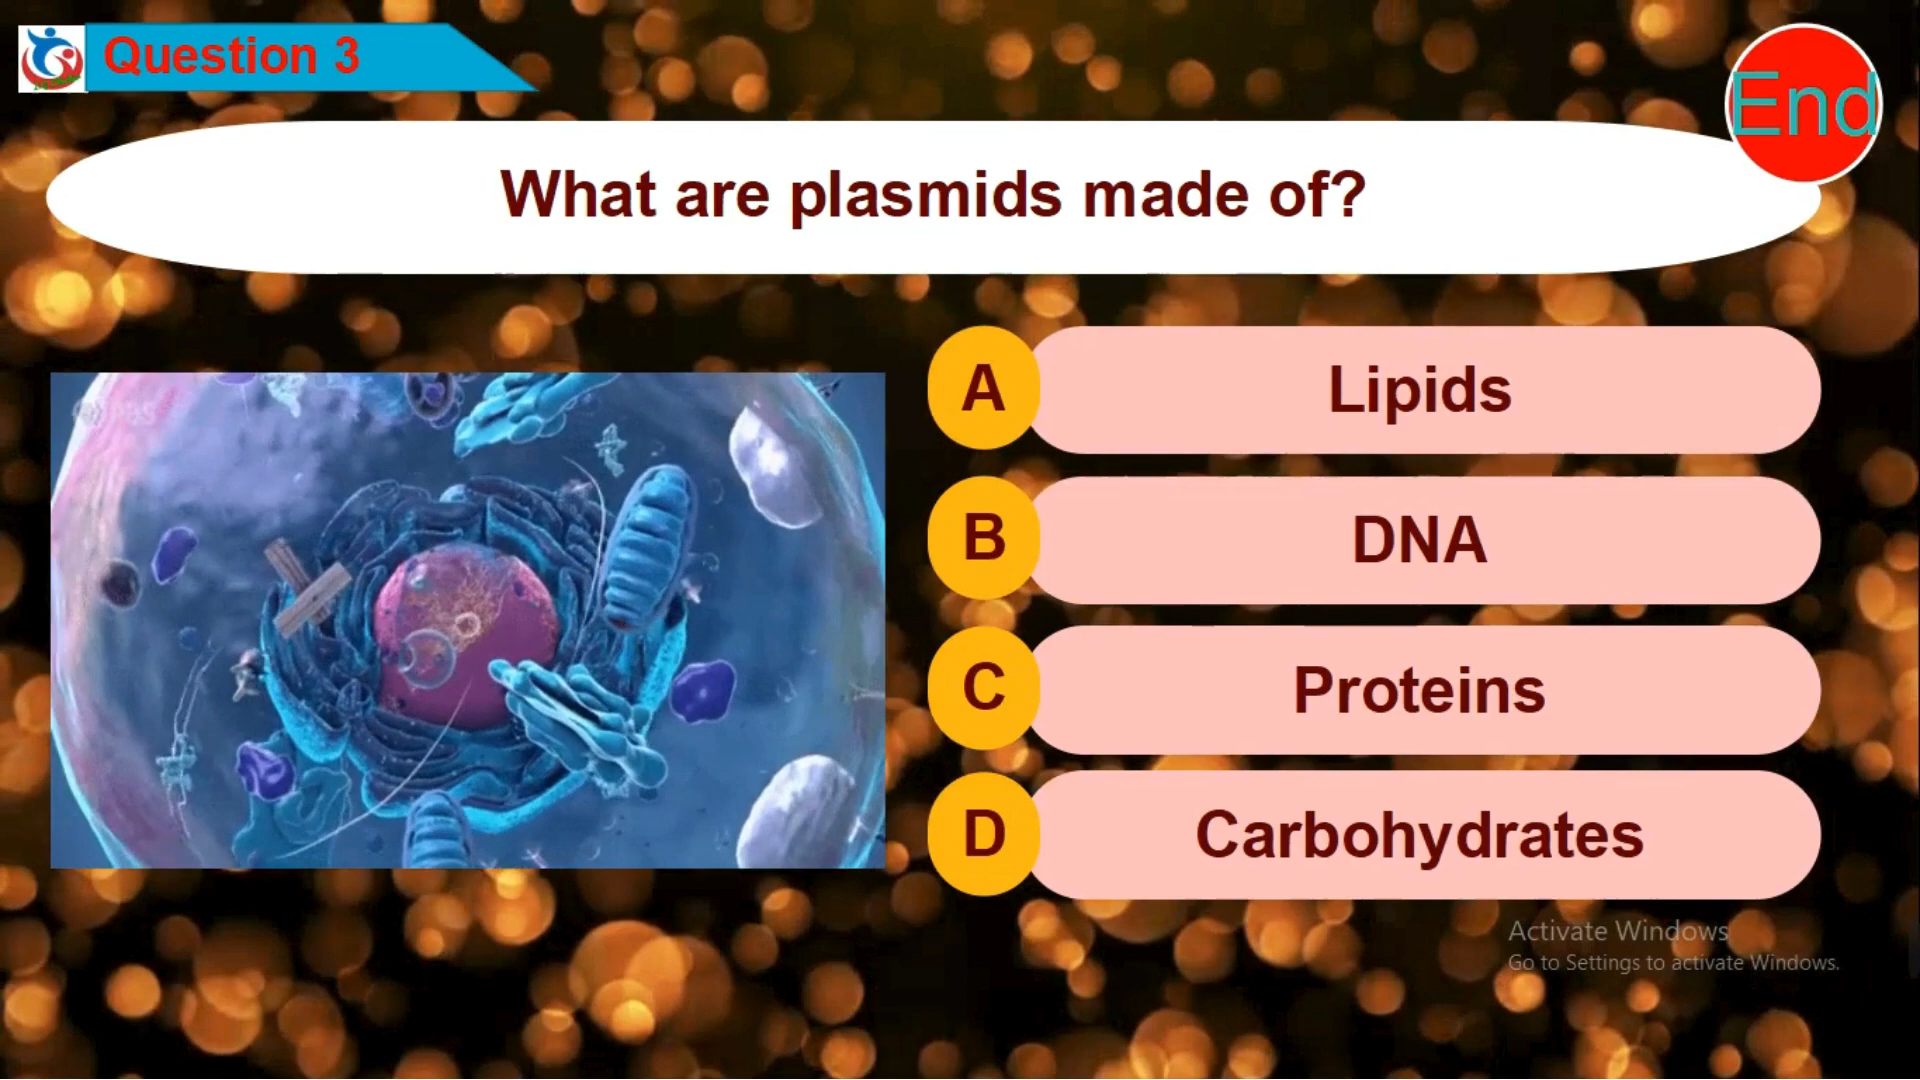 Question 3
End
What are plasmids made of?
A
Lipids
B
DNA
C
Proteins
D
Carbohydrates
Activate Windows
Go to Settings to activate Windows.